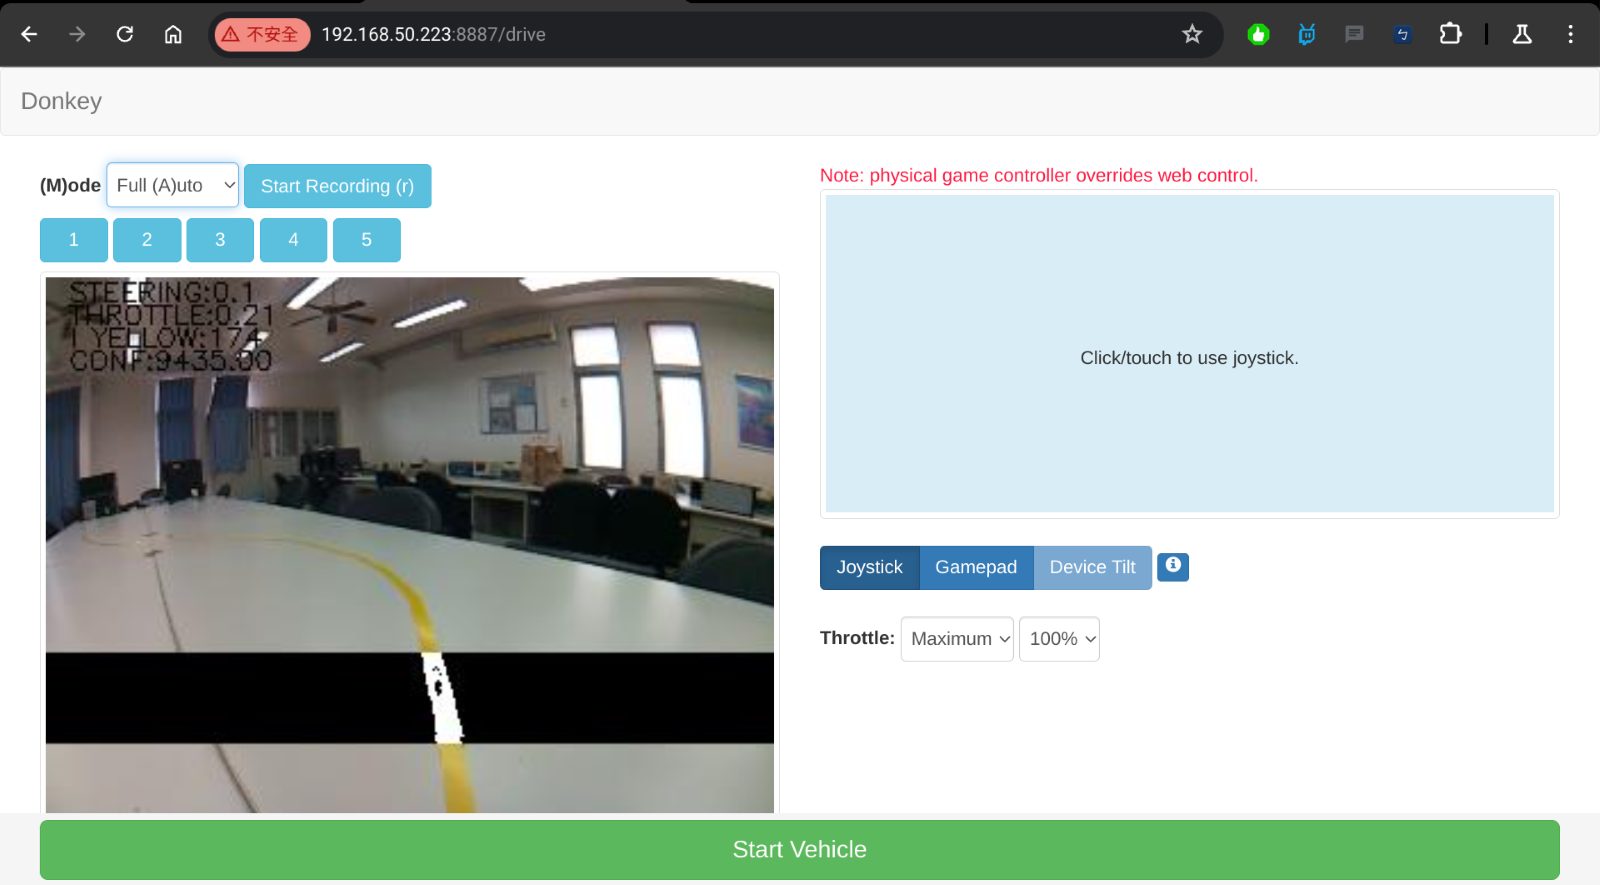 不安全 192.168.50.223:8887/drive
Donkey
(M)ode Full (A)uto Start Recording (r)
1 2 3 4 5
STEERING:0.1
THROTTLE:0.21
I YELLOW:174
CONF:9435.00
Note: physical game controller overrides web control.
Click/touch to use joystick.
Joystick Gamepad Device Tilt
Throttle: Maximum 100%
Start Vehicle